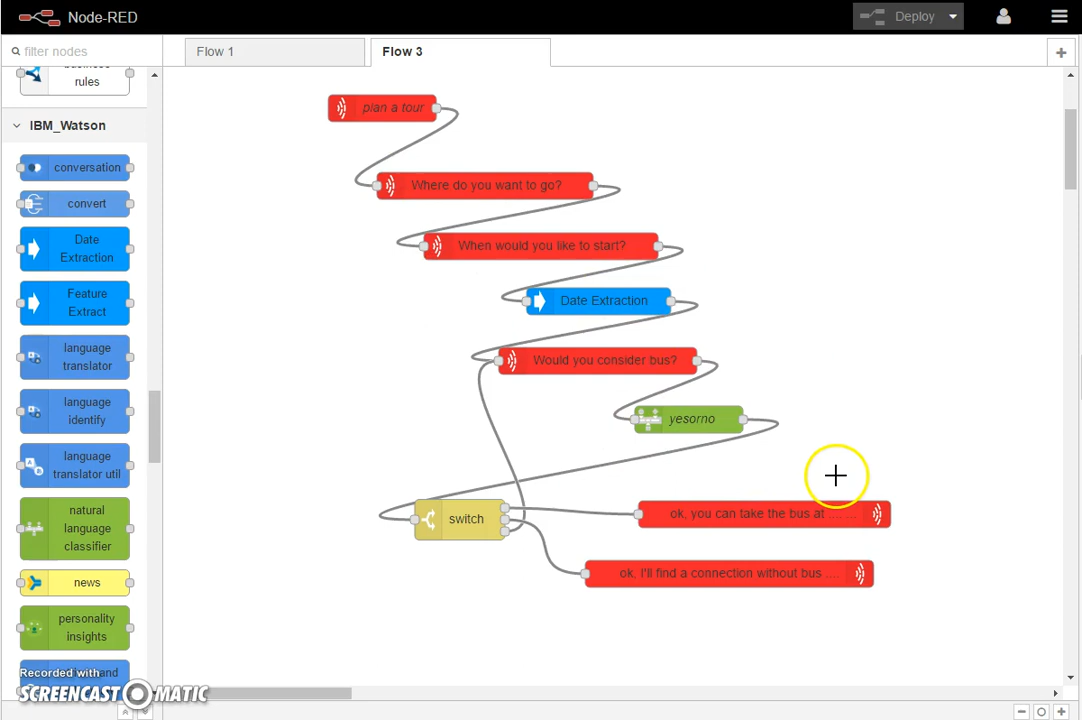 Node-RED
Deploy
filter nodes
Flow 1
Flow 3
business
rules
IBM_Watson
conversation
convert
Date
Extraction
Feature
Extract
language
translator
language
identify
language
translator util
natural
language
classifier
news
personality
insights
plan a tour
Where do you want to go?
When would you like to start?
Date Extraction
Would you consider bus?
yesorno
switch
ok, you can take the bus at .... ...
ok, I'll find a connection without bus ....
Recorded with
SCREENCAST MATIC